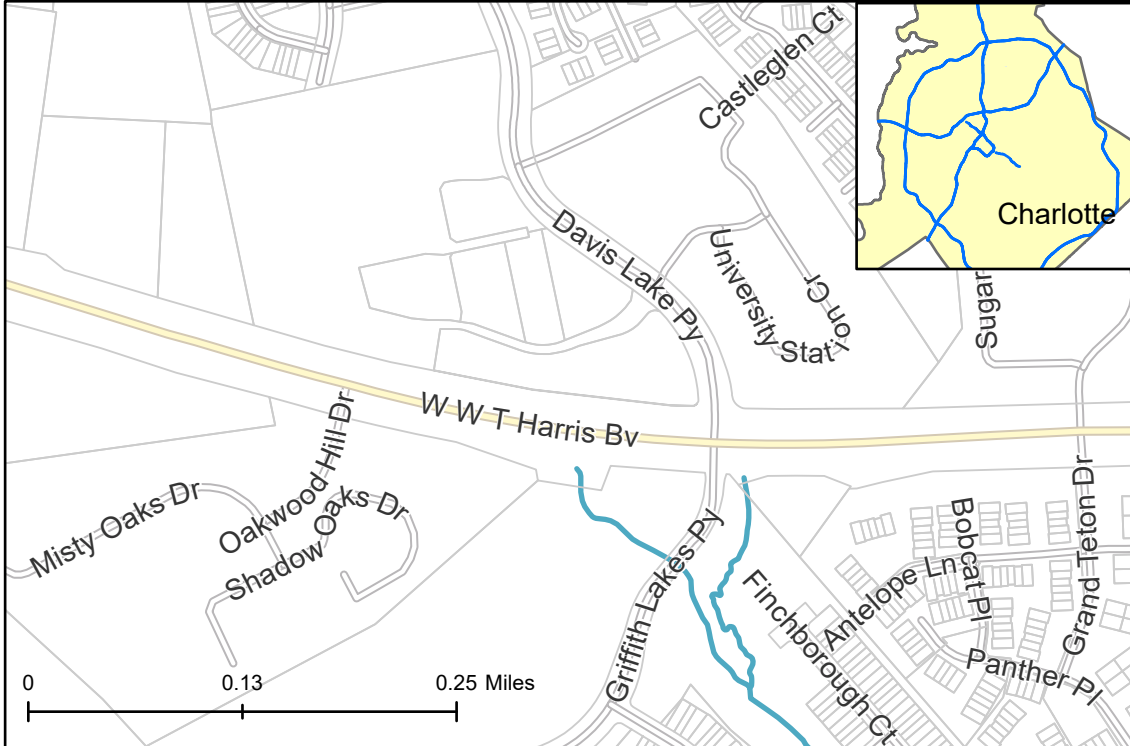 Castleglen Ct
Charlotte
Davis Lake Py
University Station Cr
Sugar
W W T Harris Bv
Oakwood Hill Dr
Misty Oaks Dr
Shadow Oaks Dr
Grand Teton Dr
Bobcat Pl
Antelope Ln
Griffith Lakes Py
Finchborough Ct
Panther Pl
0 0.13 0.25 Miles